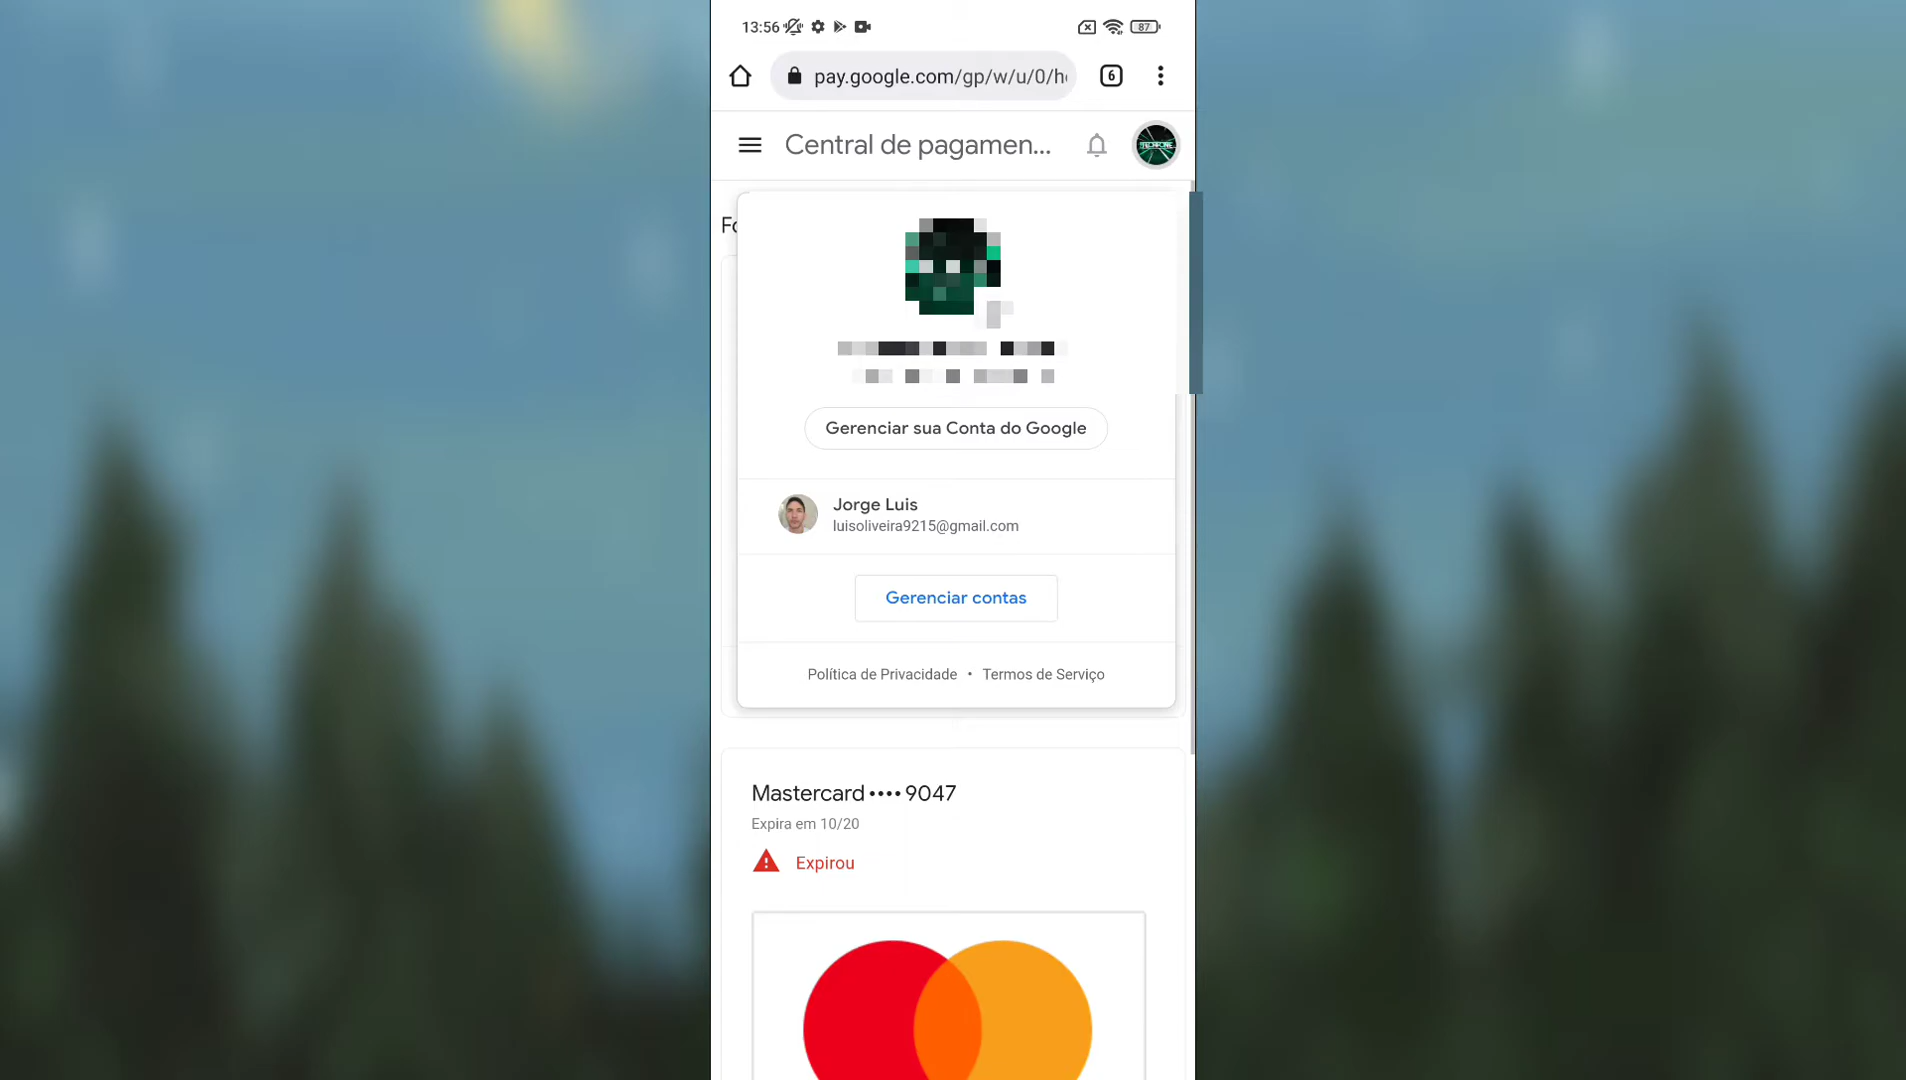 13:56
87
pay.google.com/gp/w/u/0/h
6
Central de pagamen...
Gerenciar sua Conta do Google
Jorge Luis
luisoliveira9215@gmail.com
Gerenciar contas
Política de Privacidade • Termos de Serviço
Mastercard •••• 9047
Expira em 10/20
Expirou